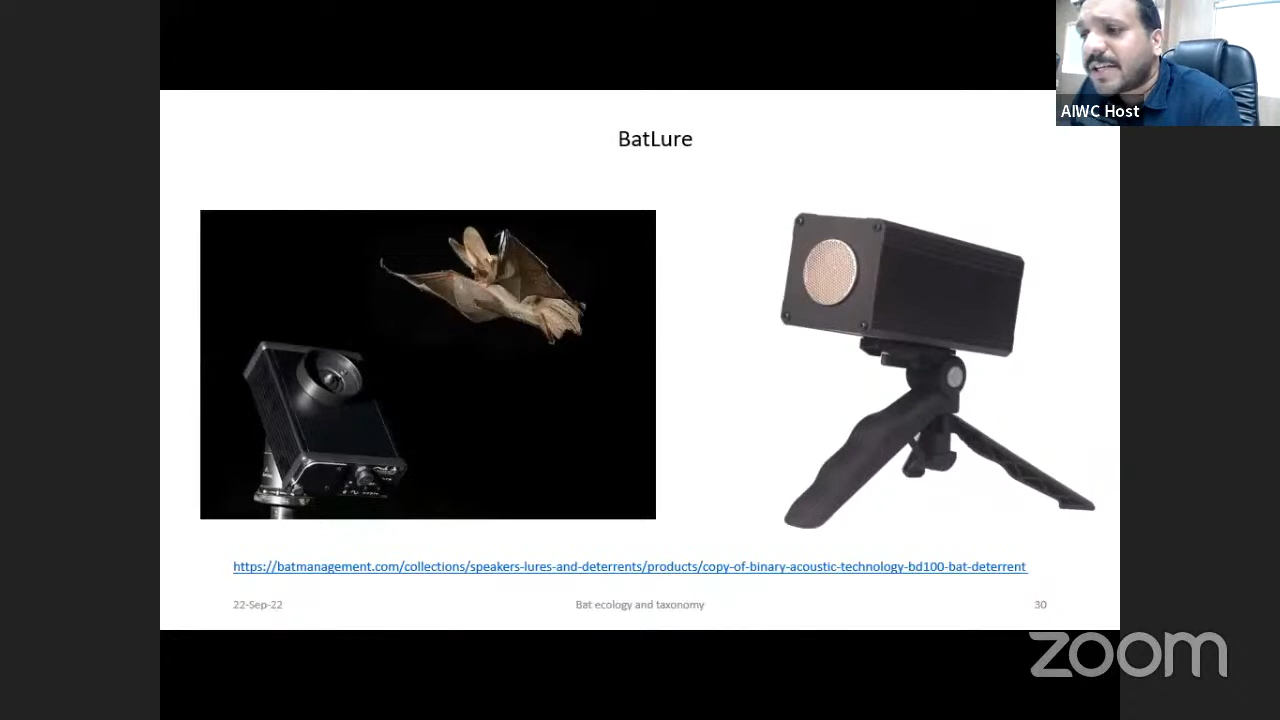 AIWC Host
BatLure
https://batmanagement.com/collections/speakers-lures-and-deterrents/products/copy-of-binary-acoustic-technology-bd100-bat-deterrent
22-Sep-22
Bat ecology and taxonomy
30
zoom